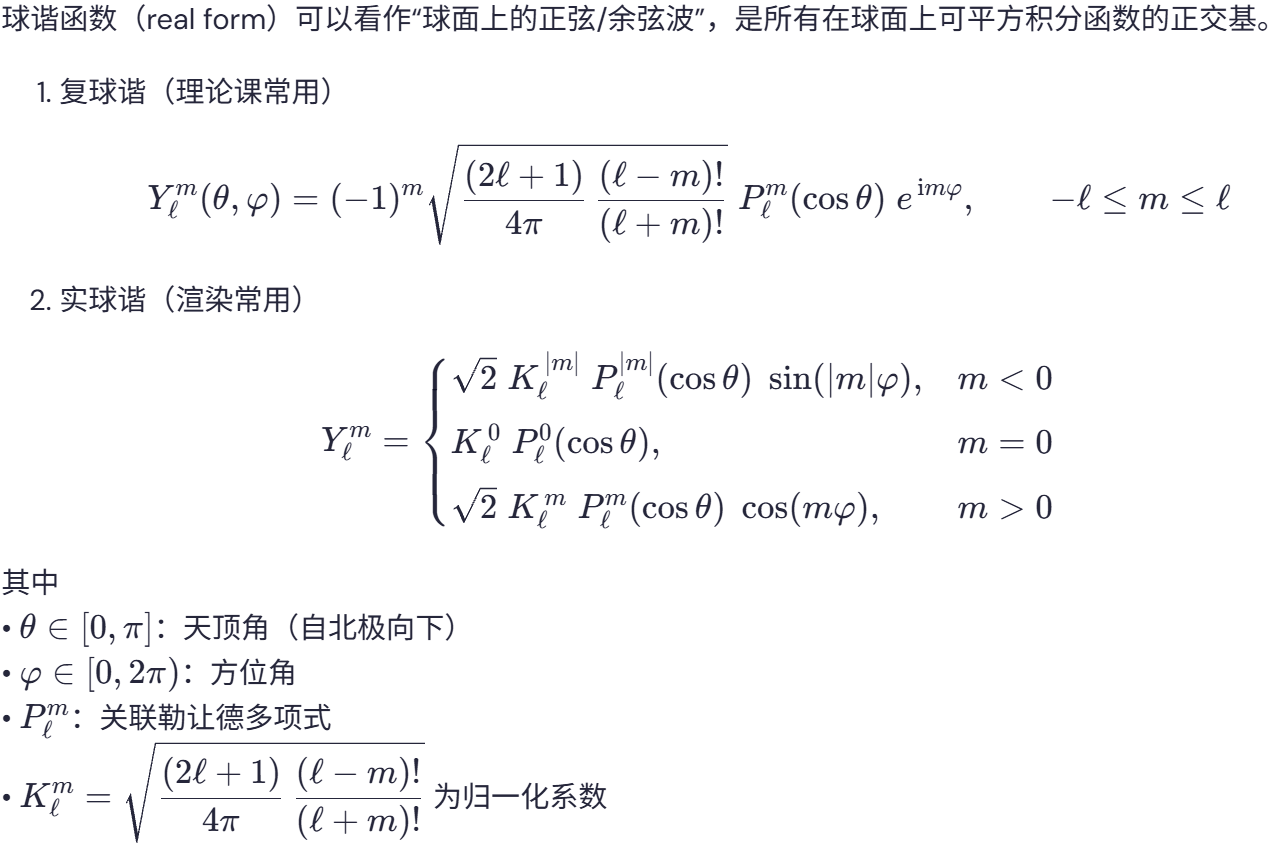 球谐函数（real form）可以看作“球面上的正弦/余弦波”，是所有在球面上可平方积分函数的正交基。
1. 复球谐（理论课常用）
$Y_\ell^m(\theta,\varphi)=(-1)^m\sqrt{\frac{(2\ell+1)}{4\pi}\frac{(\ell-m)!}{(\ell+m)!}}\;P_\ell^m(\cos\theta)\;e^{\mathrm{i}m\varphi},\qquad -\ell\le m\le\ell$
2. 实球谐（渲染常用）
$Y_\ell^m=\begin{cases}\sqrt{2}\;K_\ell^{|m|}\;P_\ell^{|m|}(\cos\theta)\;\sin(|m|\varphi), & m<0\\ K_\ell^0\;P_\ell^0(\cos\theta), & m=0\\ \sqrt{2}\;K_\ell^m\;P_\ell^m(\cos\theta)\;\cos(m\varphi), & m>0\end{cases}$
其中
• $\theta\in[0,\pi]$：天顶角（自北极向下）
• $\varphi\in[0,2\pi)$：方位角
• $P_\ell^m$：关联勒让德多项式
• $K_\ell^m=\sqrt{\frac{(2\ell+1)}{4\pi}\frac{(\ell-m)!}{(\ell+m)!}}$ 为归一化系数